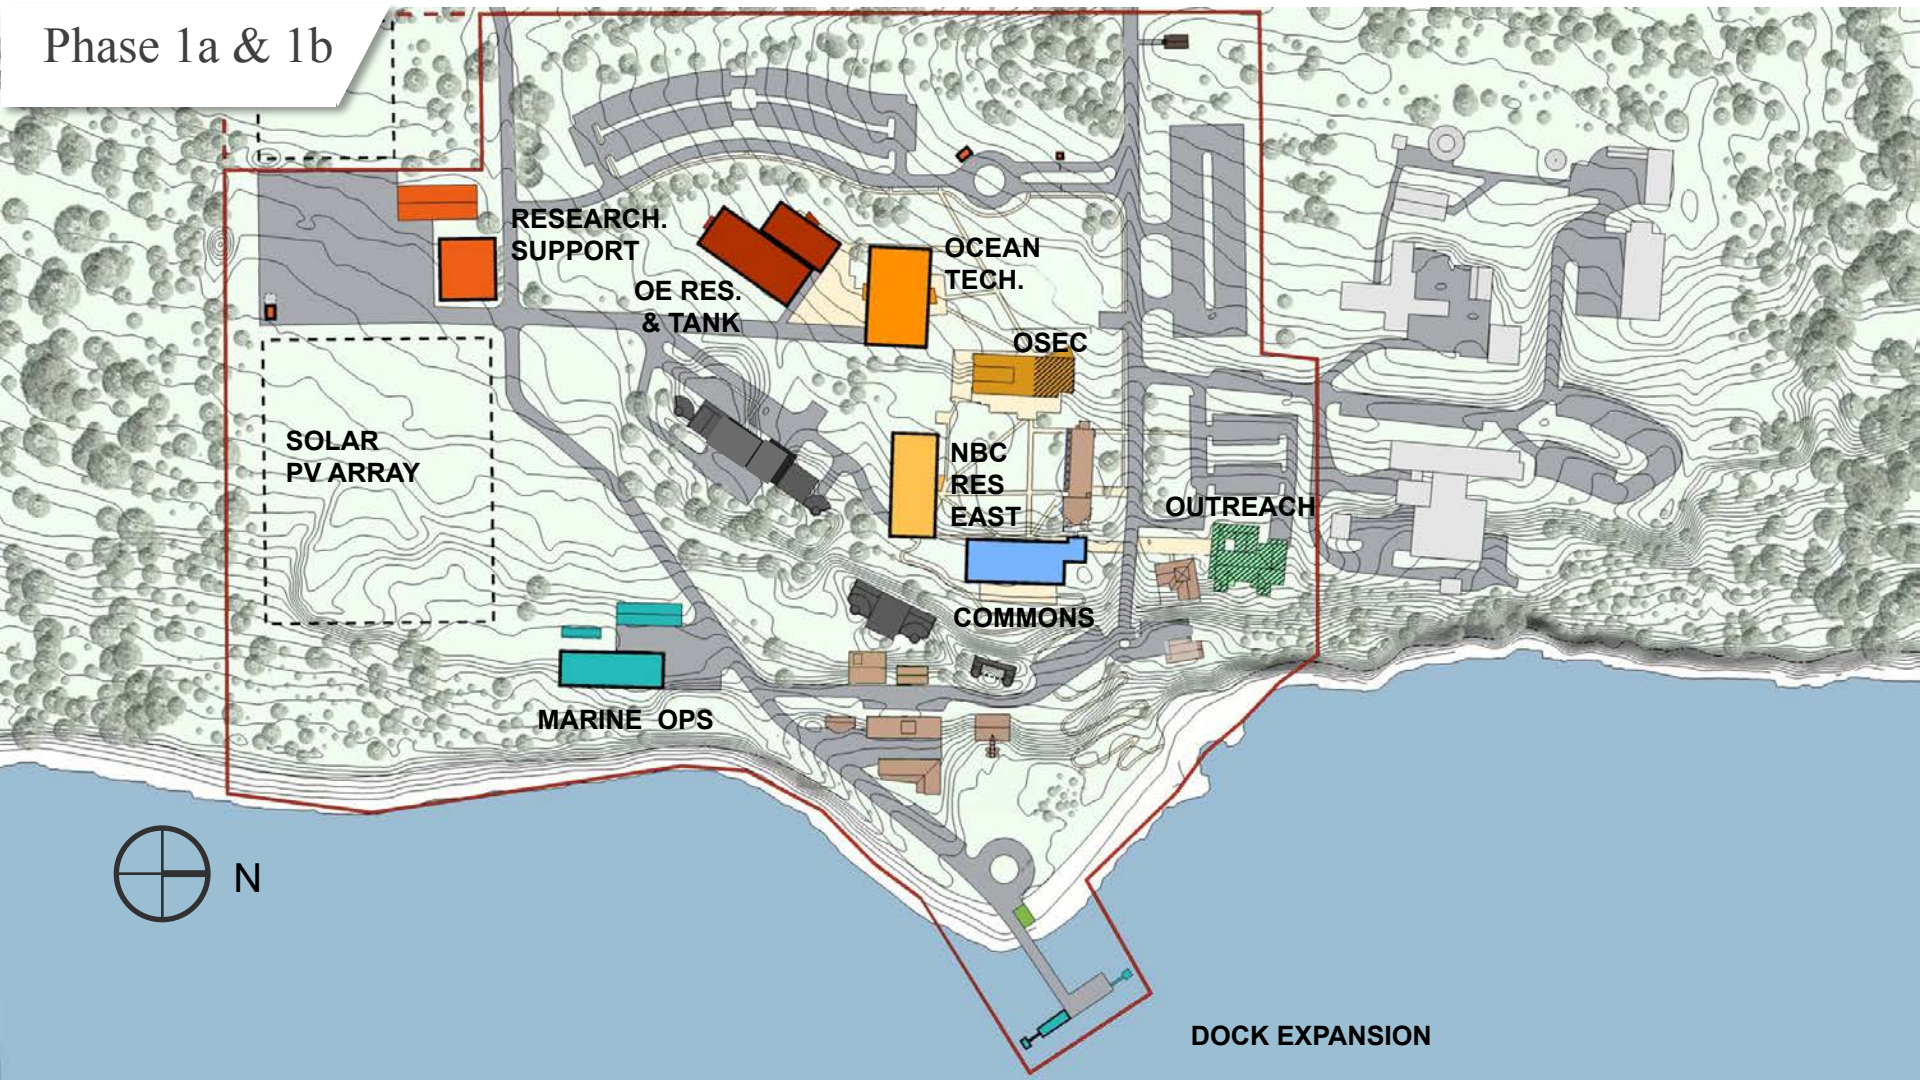 Phase 1a & 1b
RESEARCH.
SUPPORT
OE RES.
& TANK
OCEAN
TECH.
OSEC
SOLAR
PV ARRAY
NBC
RES
EAST
OUTREACH
COMMONS
MARINE OPS
N
DOCK EXPANSION